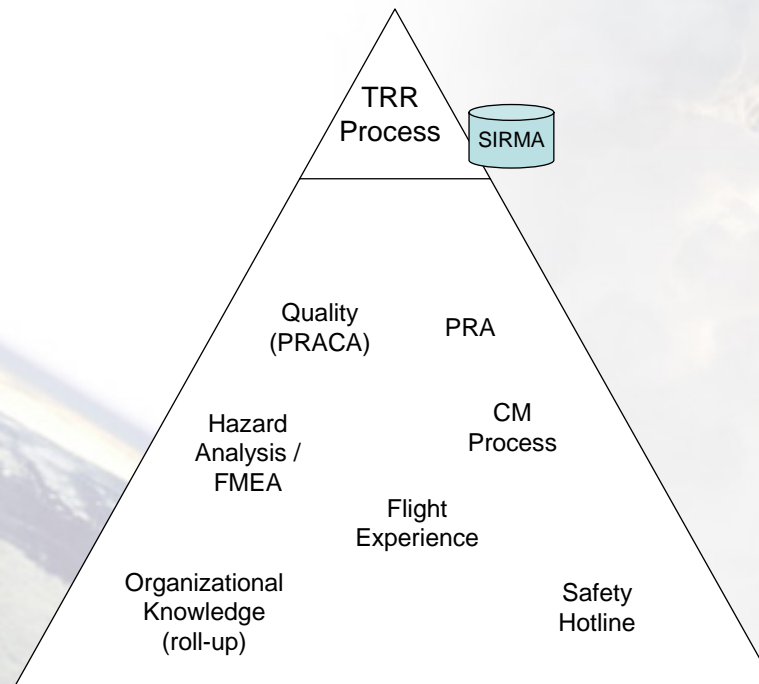 TRR
Process
SIRMA
Quality
(PRACA)
PRA
Hazard
Analysis /
FMEA
CM
Process
Flight
Experience
Organizational
Knowledge
(roll-up)
Safety
Hotline